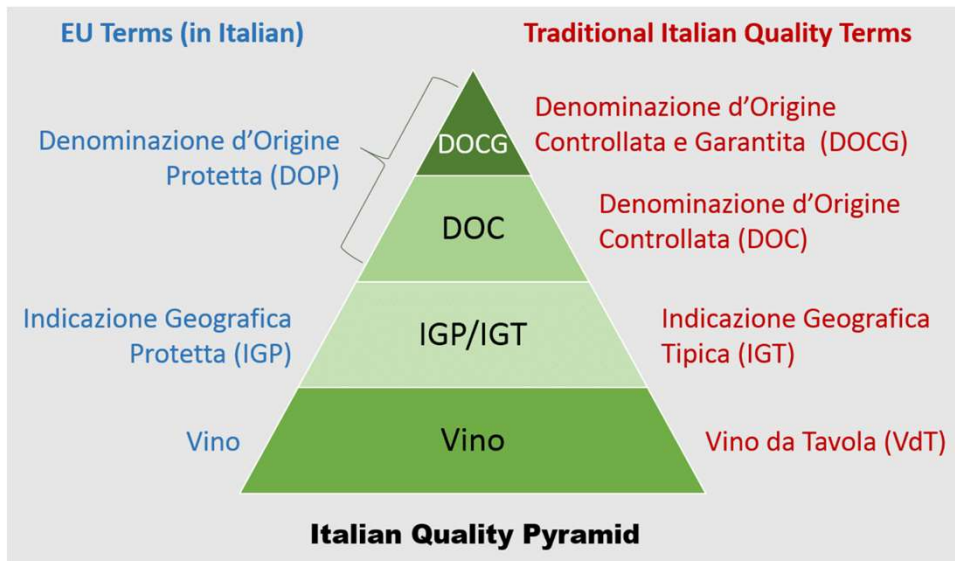 EU Terms (in Italian)
Traditional Italian Quality Terms
Denominazione d’Origine
Protetta (DOP)
DOCG
Denominazione d’Origine
Controllata e Garantita (DOCG)
DOC
Denominazione d’Origine
Controllata (DOC)
Indicazione Geografica
Protetta (IGP)
IGP/IGT
Indicazione Geografica
Tipica (IGT)
Vino
Vino
Vino da Tavola (VdT)
Italian Quality Pyramid